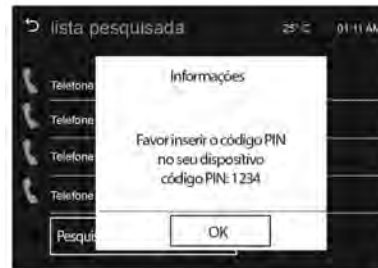 lista pesquisada 25° C 01:11 AM
Informações
Telefone
Telefone
Favor inserir o código PIN
no seu dispositivo
Telefone
código PIN: 1234
Telefone
Pesquis
OK